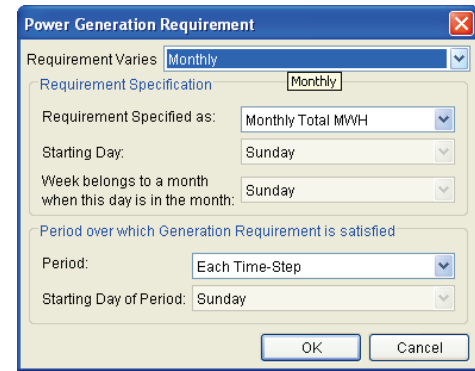 Power Generation Requirement
Requirement Varies Monthly
Monthly
Requirement Specification
Requirement Specified as: Monthly Total MWH
Starting Day: Sunday
Week belongs to a month
when this day is in the month: Sunday
Period over which Generation Requirement is satisfied
Period: Each Time-Step
Starting Day of Period: Sunday
OK Cancel